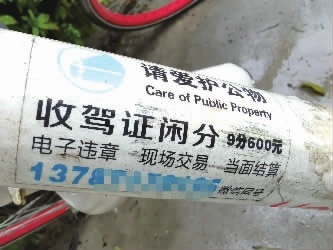 请爱护公物
Care of Public Property
收驾证闲分 9分600元
电子违章 现场交易 当面结算
137